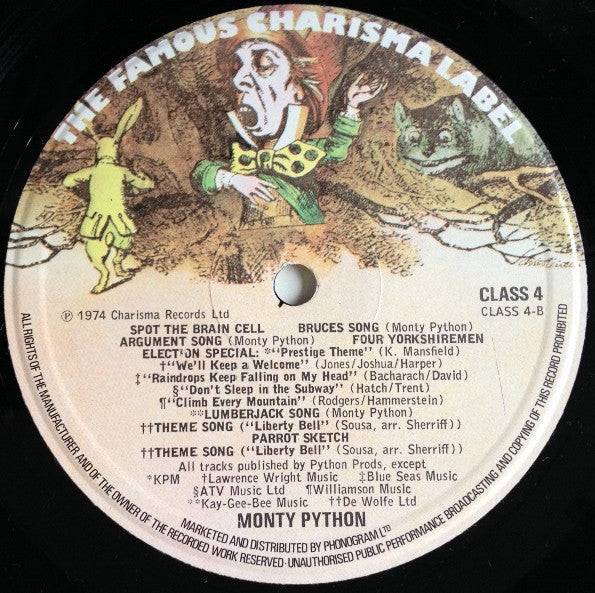 THE FAMOUS CHARISMA LABEL
℗ 1974 Charisma Records Ltd
CLASS 4
CLASS 4-B
SPOT THE BRAIN CELL BRUCES SONG (Monty Python)
ARGUMENT SONG (Monty Python) FOUR YORKSHIREMEN
ELECTION SPECIAL: *"Prestige Theme" (K. Mansfield)
†"We'll Keep a Welcome" (Jones/Joshua/Harper)
‡"Raindrops Keep Falling on My Head" (Bacharach/David)
§"Don't Sleep in the Subway" (Hatch/Trent)
¶"Climb Every Mountain" (Rodgers/Hammerstein)
**LUMBERJACK SONG (Monty Python)
††THEME SONG ("Liberty Bell" (Sousa, arr. Sherriff))
PARROT SKETCH
††THEME SONG ("Liberty Bell" (Sousa, arr. Sherriff))
All tracks published by Python Prods, except
*KPM †Lawrence Wright Music ‡Blue Seas Music
§ATV Music Ltd ¶Williamson Music
**Kay-Gee-Bee Music ††De Wolfe Ltd
MONTY PYTHON
MARKETED AND DISTRIBUTED BY PHONOGRAM LTD
ALL RIGHTS OF THE MANUFACTURER AND OF THE OWNER OF THE RECORDED WORK RESERVED·UNAUTHORISED PUBLIC PERFORMANCE BROADCASTING AND COPYING OF THIS RECORD PROHIBITED